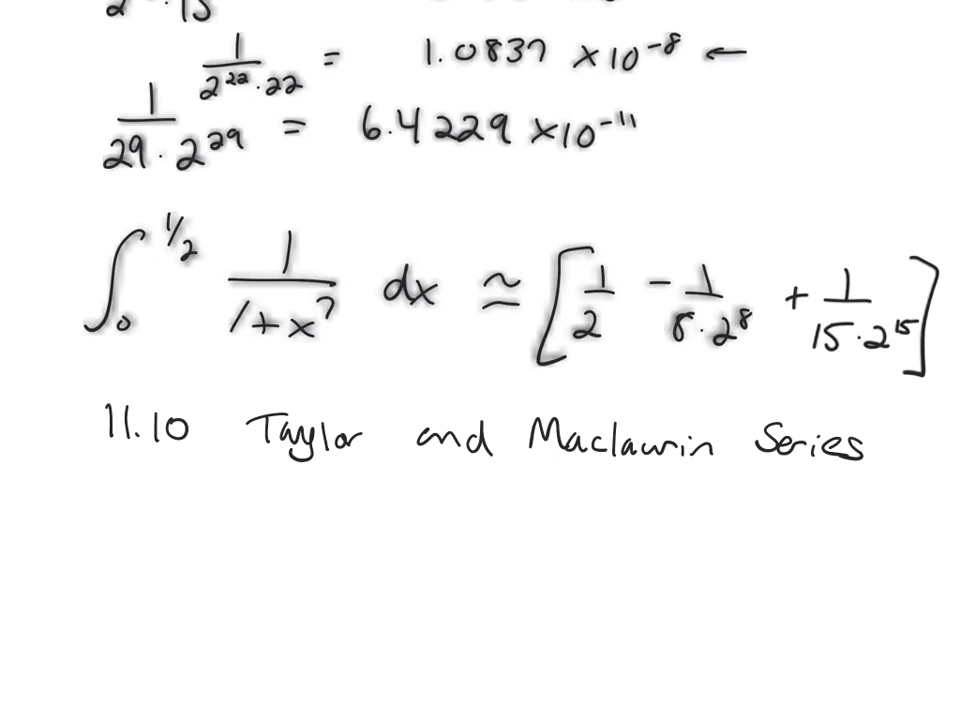 2 · 15
1/(2^22 · 22) = 1.0837 × 10^-8 ←
1/(29 · 2^29) = 6.4229 × 10^-11
∫_0^1/2 1/(1 + x^7) dx ≃ [1/2 - 1/(8 · 2^8) + 1/(15 · 2^15)]
11.10 Taylor and Maclaurin Series